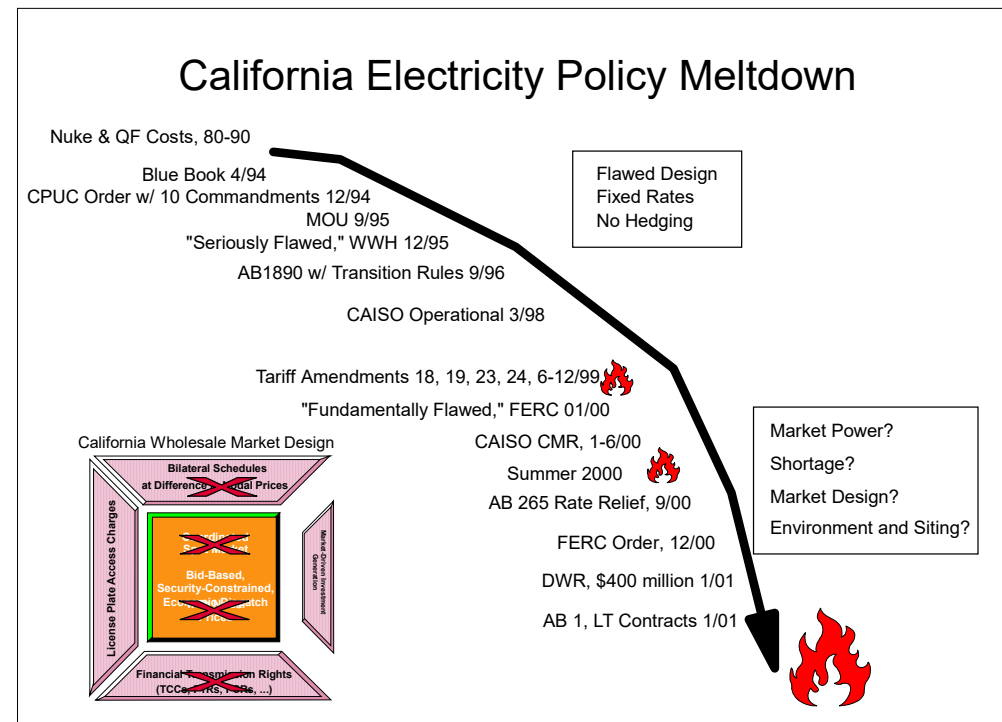 California Electricity Policy Meltdown
Nuke & QF Costs, 80-90
Blue Book 4/94
CPUC Order w/ 10 Commandments 12/94
MOU 9/95
"Seriously Flawed," WWH 12/95
AB1890 w/ Transition Rules 9/96
CAISO Operational 3/98
Tariff Amendments 18, 19, 23, 24, 6-12/99
"Fundamentally Flawed," FERC 01/00
CAISO CMR, 1-6/00
Summer 2000
AB 265 Rate Relief, 9/00
FERC Order, 12/00
DWR, $400 million 1/01
AB 1, LT Contracts 1/01
Flawed Design
Fixed Rates
No Hedging
Market Power?
Shortage?
Market Design?
Environment and Siting?
California Wholesale Market Design
Bilateral Schedules
at Difference Prices
License Plate Access Charges
Market
Bid-Based,
Security-Constrained,
Dispatch
Market-Driven Investment
Generation
Financial Transmission Rights
(TCCs, ...)